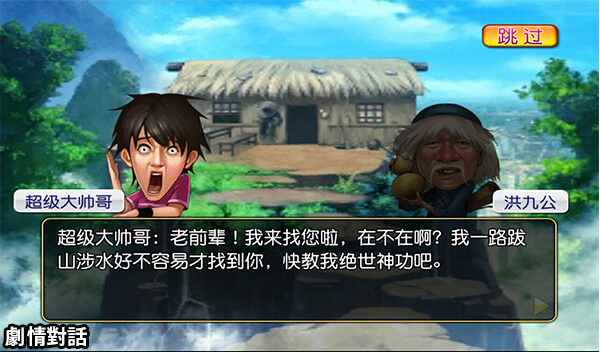 跳过
超级大帅哥
洪九公
超级大帅哥：老前辈！我来找您啦，在不在啊？我一路跋
山涉水好不容易才找到你，快教我绝世神功吧。
劇情對話